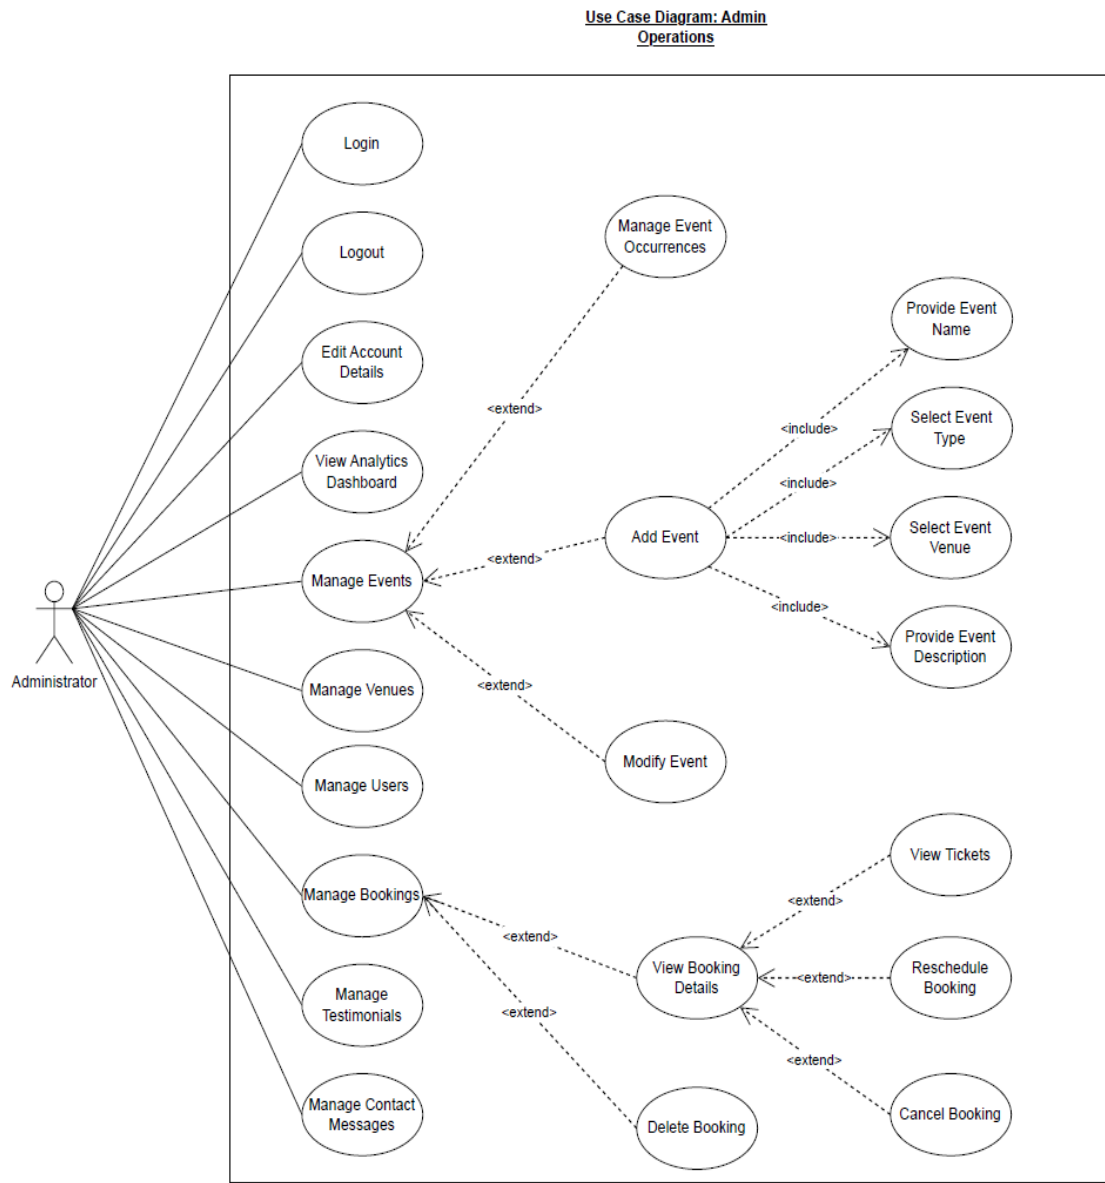 Use Case Diagram: Admin
Operations
Login
Logout
Edit Account
Details
View Analytics
Dashboard
Manage Events
Manage Venues
Manage Users
Manage Bookings
Manage
Testimonials
Manage Contact
Messages
Administrator
Manage Event
Occurrences
<extend>
<extend>
<extend>
Add Event
Modify Event
<include>
<include>
<include>
<include>
Provide Event
Name
Select Event
Type
Select Event
Venue
Provide Event
Description
<extend>
<extend>
View Booking
Details
Delete Booking
<extend>
<extend>
<extend>
View Tickets
Reschedule
Booking
Cancel Booking